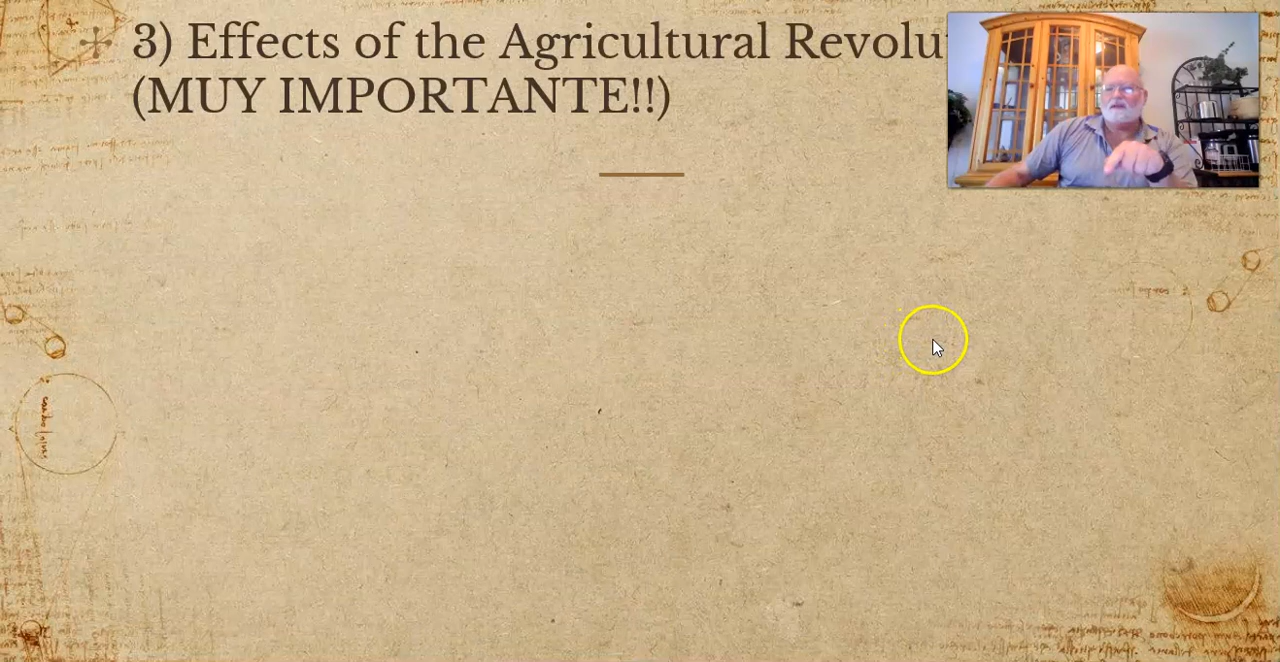 3) Effects of the Agricultural Revolu
(MUY IMPORTANTE!!)